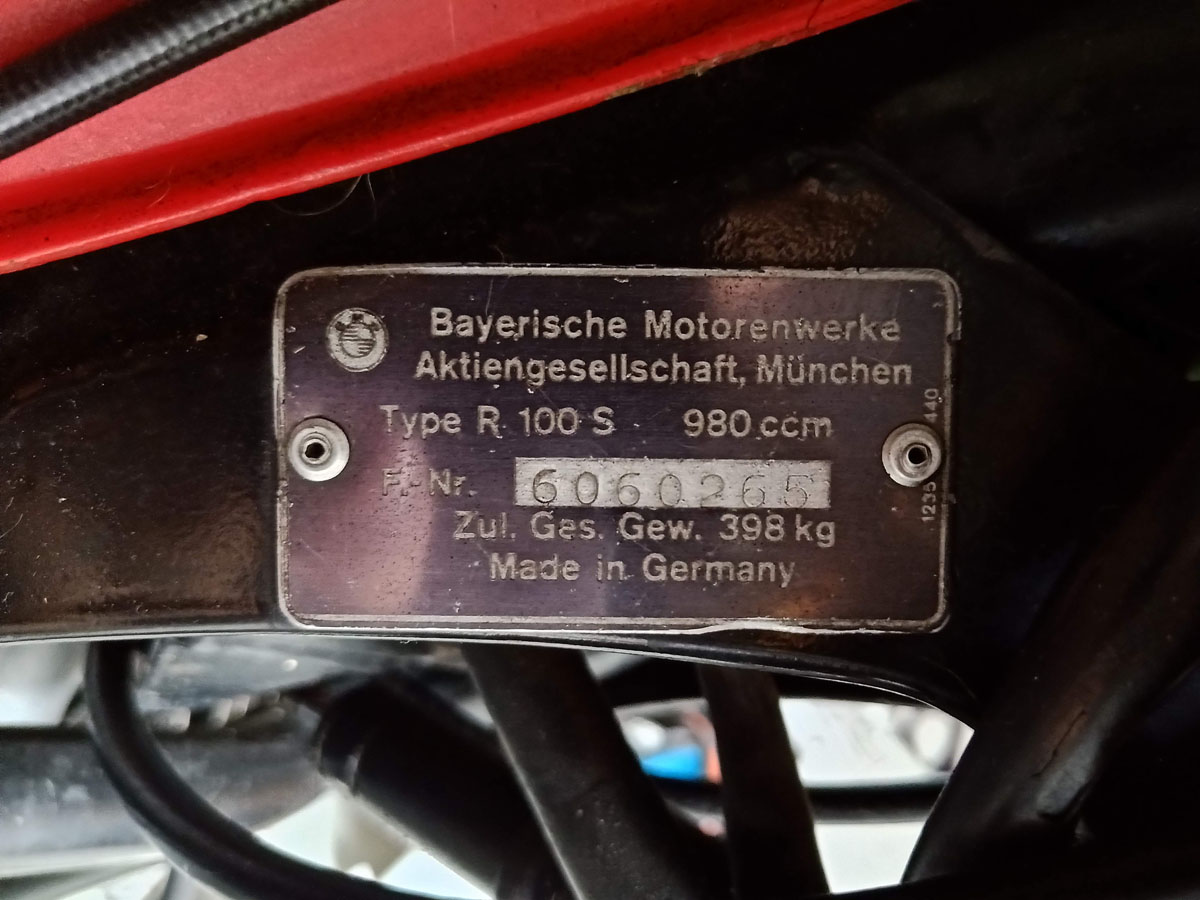 Bayerische Motorenwerke
Aktiengesellschaft, München
Type R 100 S 980 ccm
F.-Nr. 6060265
Zul. Ges. Gew. 398 kg
Made in Germany
1235 440